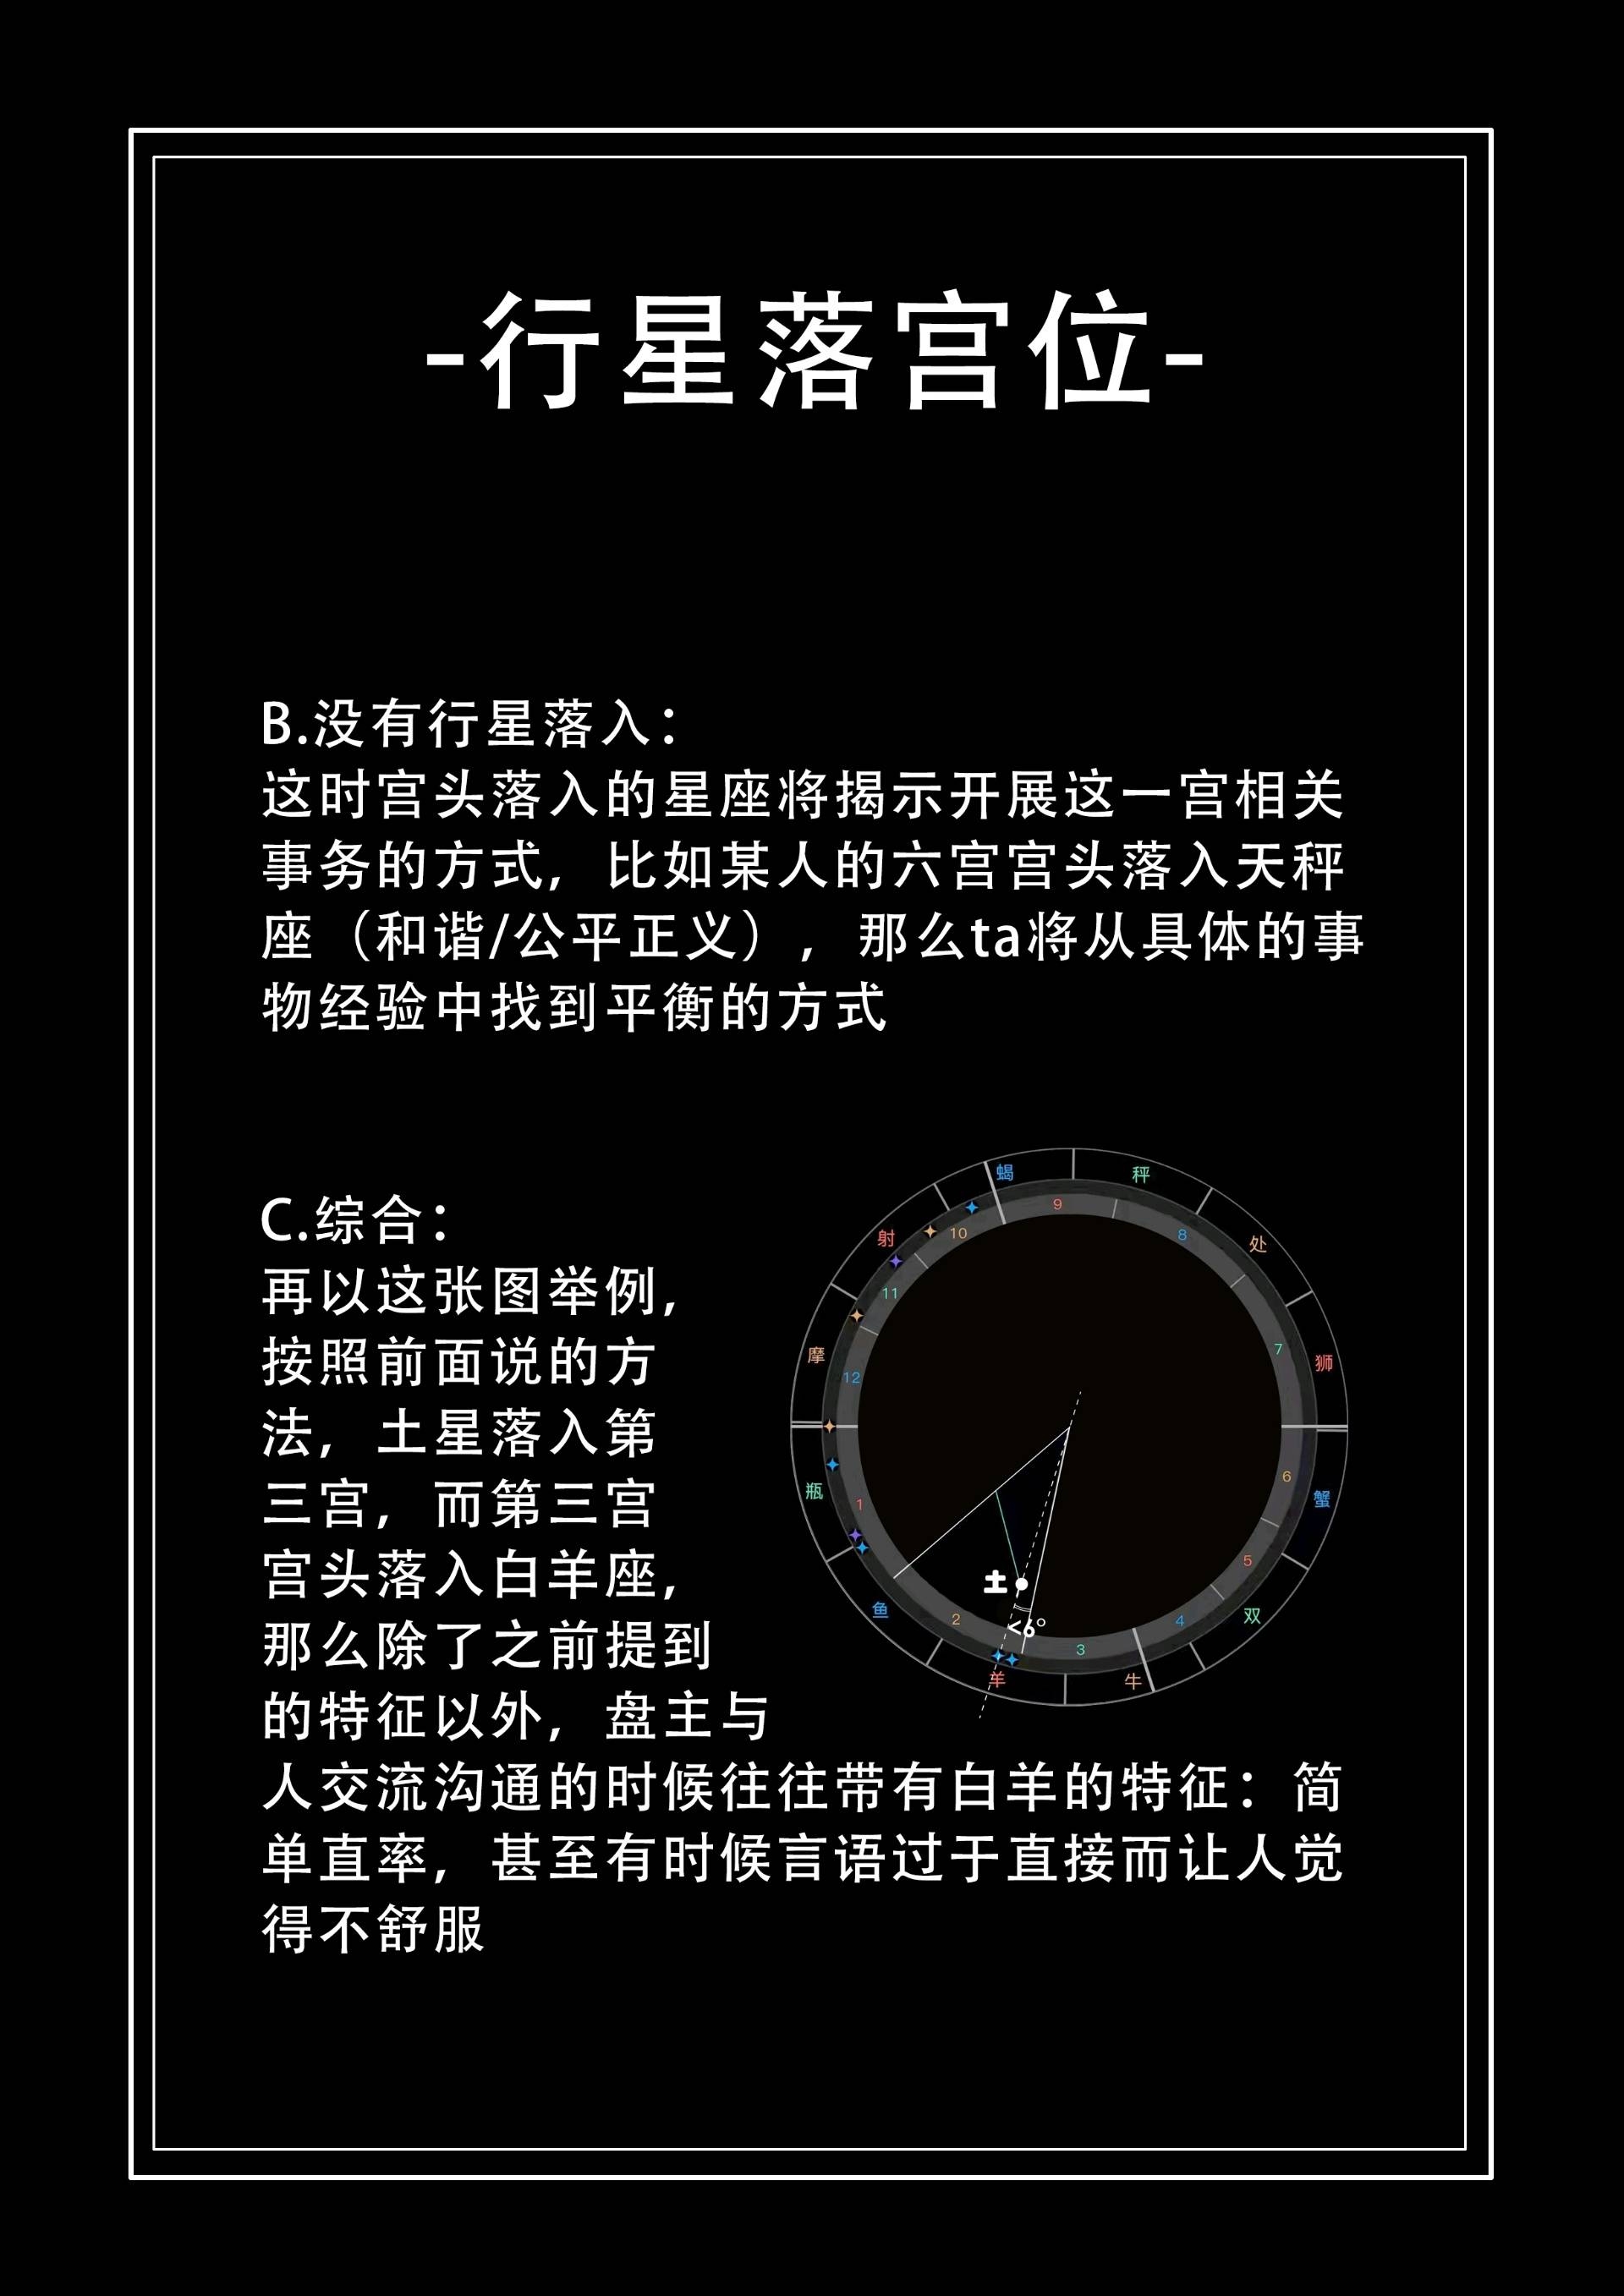 -行星落宫位-
B.没有行星落入：
这时宫头落入的星座将揭示开展这一宫相关
事务的方式，比如某人的六宫宫头落入天秤
座（和谐/公平正义），那么ta将从具体的事
物经验中找到平衡的方式
C.综合：
再以这张图举例，
按照前面说的方
法，土星落入第
三宫，而第三宫
宫头落入白羊座，
那么除了之前提到
的特征以外，盘主与
人交流沟通的时候往往带有白羊的特征：简
单直率，甚至有时候言语过于直接而让人觉
得不舒服
蝎
秤
射
处
摩
狮
瓶
蟹
鱼
双
羊
牛
9
10
8
11
7
12
6
1
5
2
4
3
土
<6°